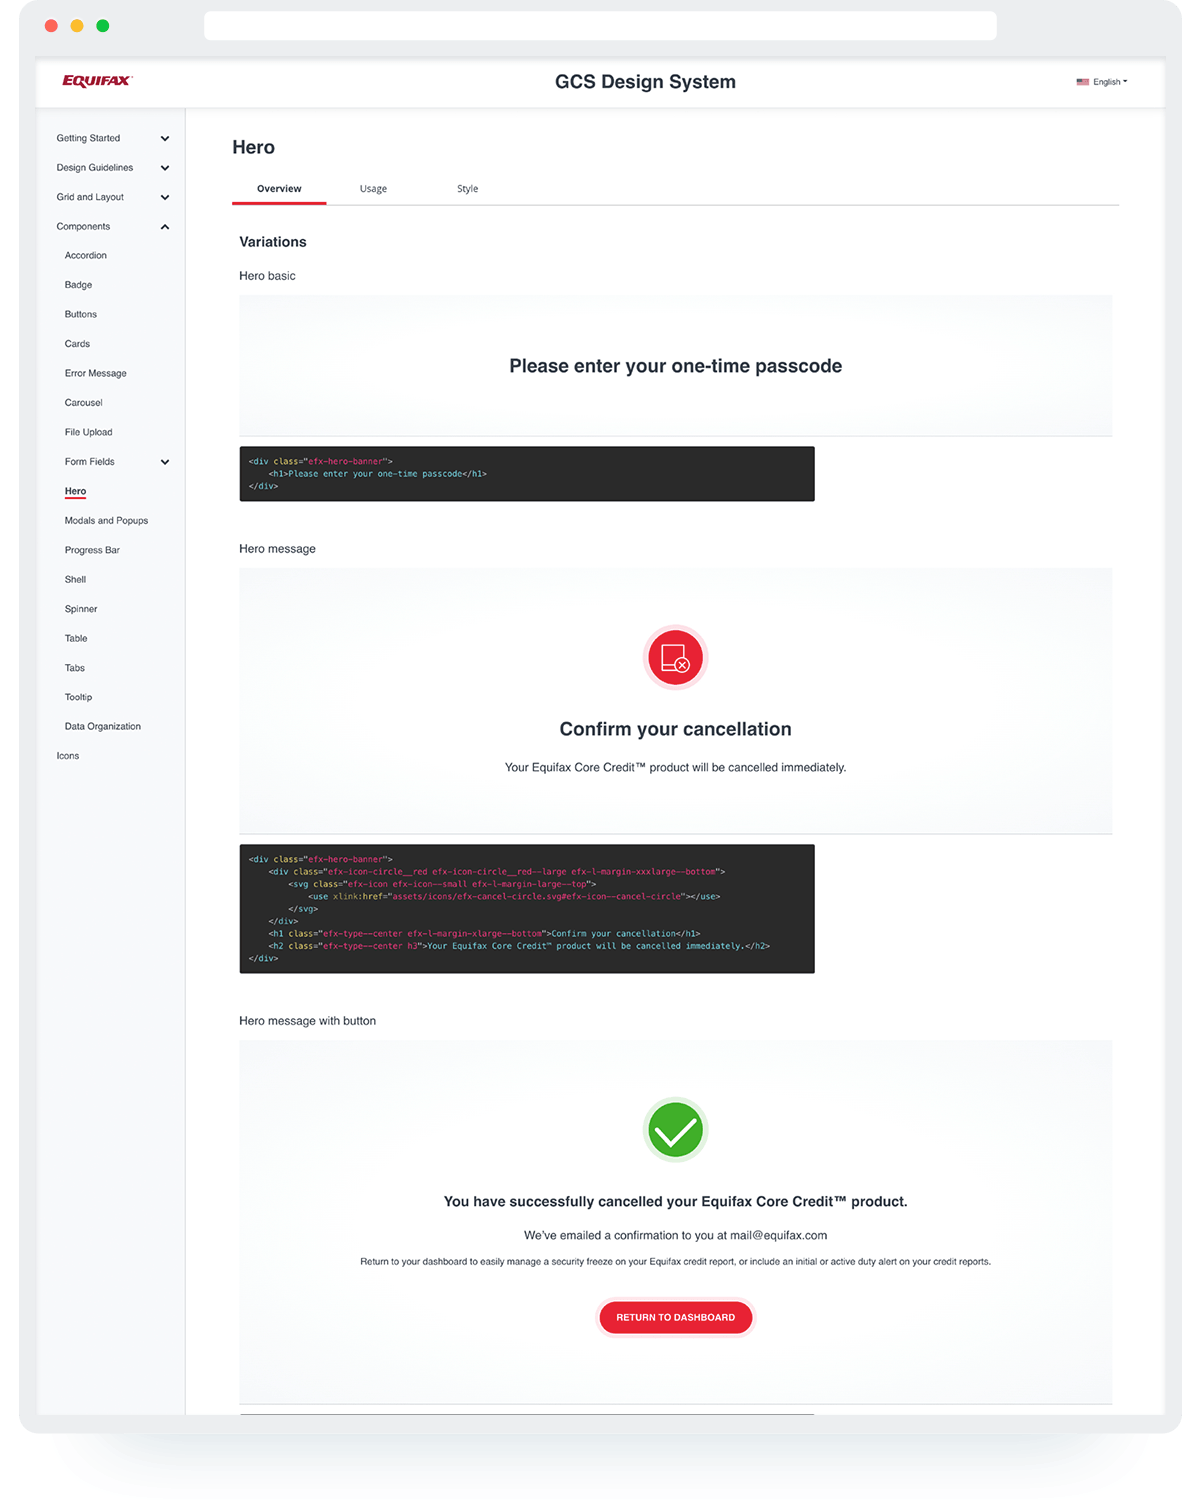 EQUIFAX
GCS Design System
English
Getting Started
Design Guidelines
Grid and Layout
Components
Accordion
Badge
Buttons
Cards
Error Message
Carousel
File Upload
Form Fields
Hero
Modals and Popups
Progress Bar
Shell
Spinner
Table
Tabs
Tooltip
Data Organization
Icons
Hero
Overview Usage Style
Variations
Hero basic
Please enter your one-time passcode
<div class="efx-hero-banner">
    <h1>Please enter your one-time passcode</h1>
</div>
Hero message
Confirm your cancellation
Your Equifax Core Credit™ product will be cancelled immediately.
<div class="efx-hero-banner">
    <div class="efx-icon-circle__red efx-icon-circle__red--large efx-l-margin-xxxlarge--bottom">
        <svg class="efx-icon efx-icon--small efx-l-margin-large--top">
            <use xlink:href="assets/icons/efx-cancel-circle.svg#efx-icon--cancel-circle"></use>
        </svg>
    </div>
    <h1 class="efx-type--center efx-l-margin-xlarge--bottom">Confirm your cancellation</h1>
    <h2 class="efx-type--center h3">Your Equifax Core Credit™ product will be cancelled immediately.</h2>
</div>
Hero message with button
You have successfully cancelled your Equifax Core Credit™ product.
We've emailed a confirmation to you at mail@equifax.com
Return to your dashboard to easily manage a security freeze on your Equifax credit report, or include an initial or active duty alert on your credit reports.
RETURN TO DASHBOARD